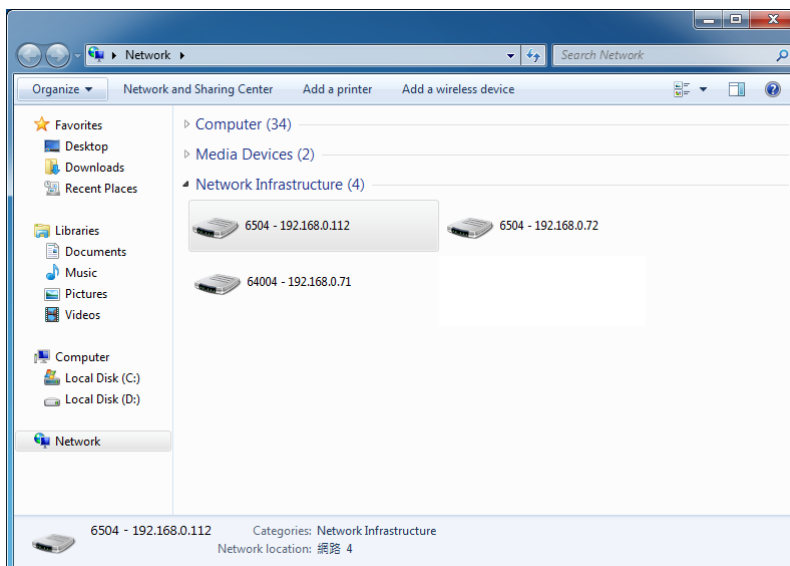 Network
Search Network
Organize Network and Sharing Center Add a printer Add a wireless device
Favorites
Desktop
Downloads
Recent Places
Libraries
Documents
Music
Pictures
Videos
Computer
Local Disk (C:)
Local Disk (D:)
Network
Computer (34)
Media Devices (2)
Network Infrastructure (4)
6504 - 192.168.0.112
6504 - 192.168.0.72
64004 - 192.168.0.71
6504 - 192.168.0.112 Categories: Network Infrastructure
Network location: 網路 4